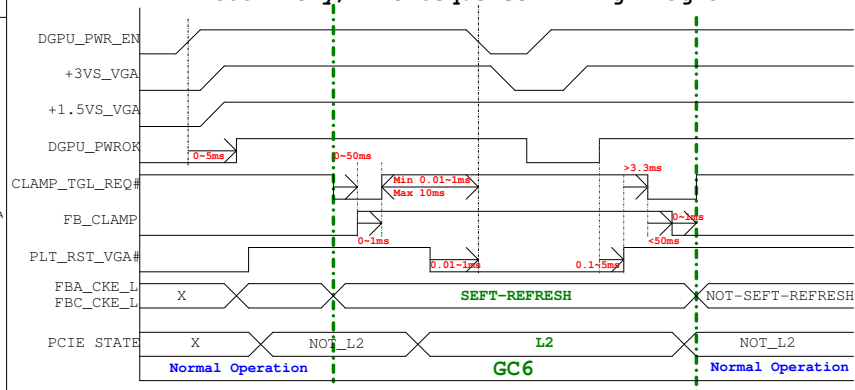 DGPU_PWR_EN
+3VS_VGA
+1.5VS_VGA
DGPU_PWROK
0~5ms
0~50ms
>3.3ms
CLAMP_TGL_REQ#
Min 0.01~1ms
Max 10ms
FB_CLAMP
0~1ms
0~1ms
<50ms
PLT_RST_VGA#
0.01~1ms
0.1~5ms
FBA_CKE_L
FBC_CKE_L
X
SEFT-REFRESH
NOT-SEFT-REFRESH
PCIE STATE
X
NOT_L2
L2
NOT_L2
Normal Operation
GC6
Normal Operation